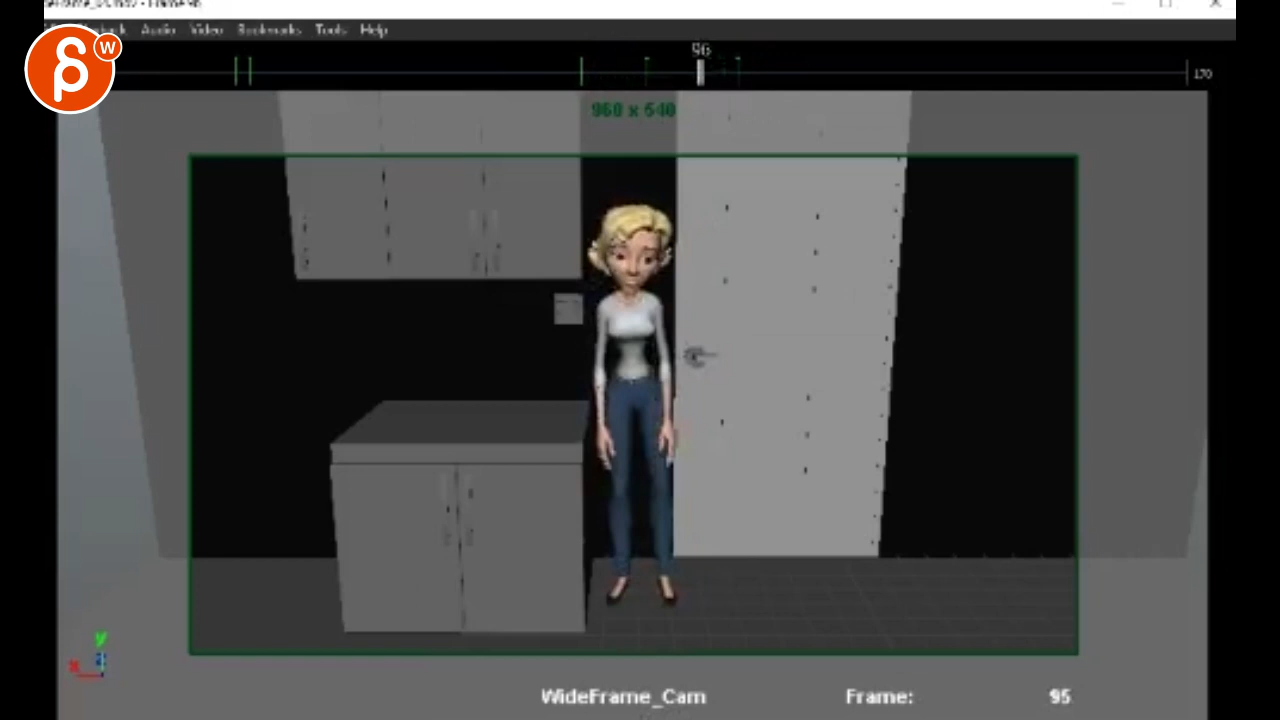 Audio Video Bookmarks Tools Help
W
96
170
960 x 540
y
x
WideFrame_Cam Frame: 95